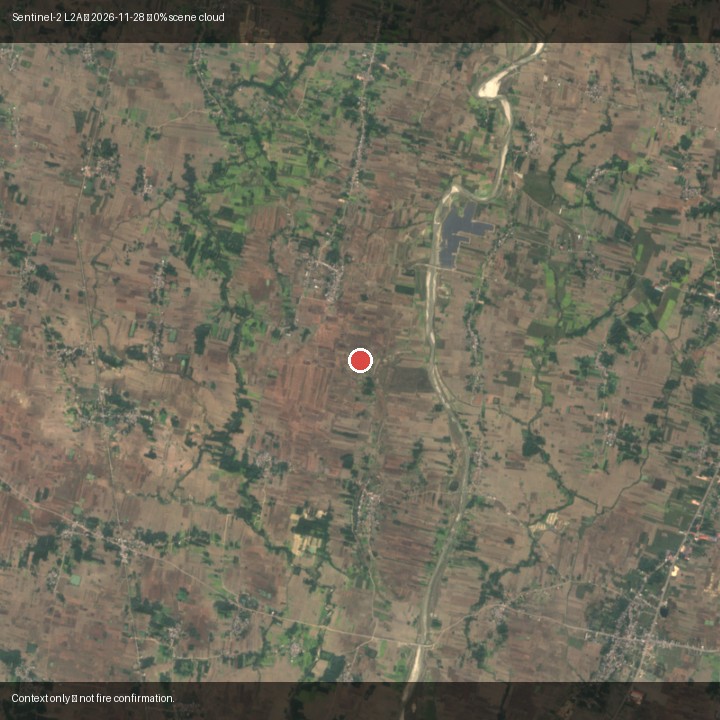 Sentinel-2 L2A▯2026-11-28▯0% scene cloud
Context only▯not fire confirmation.